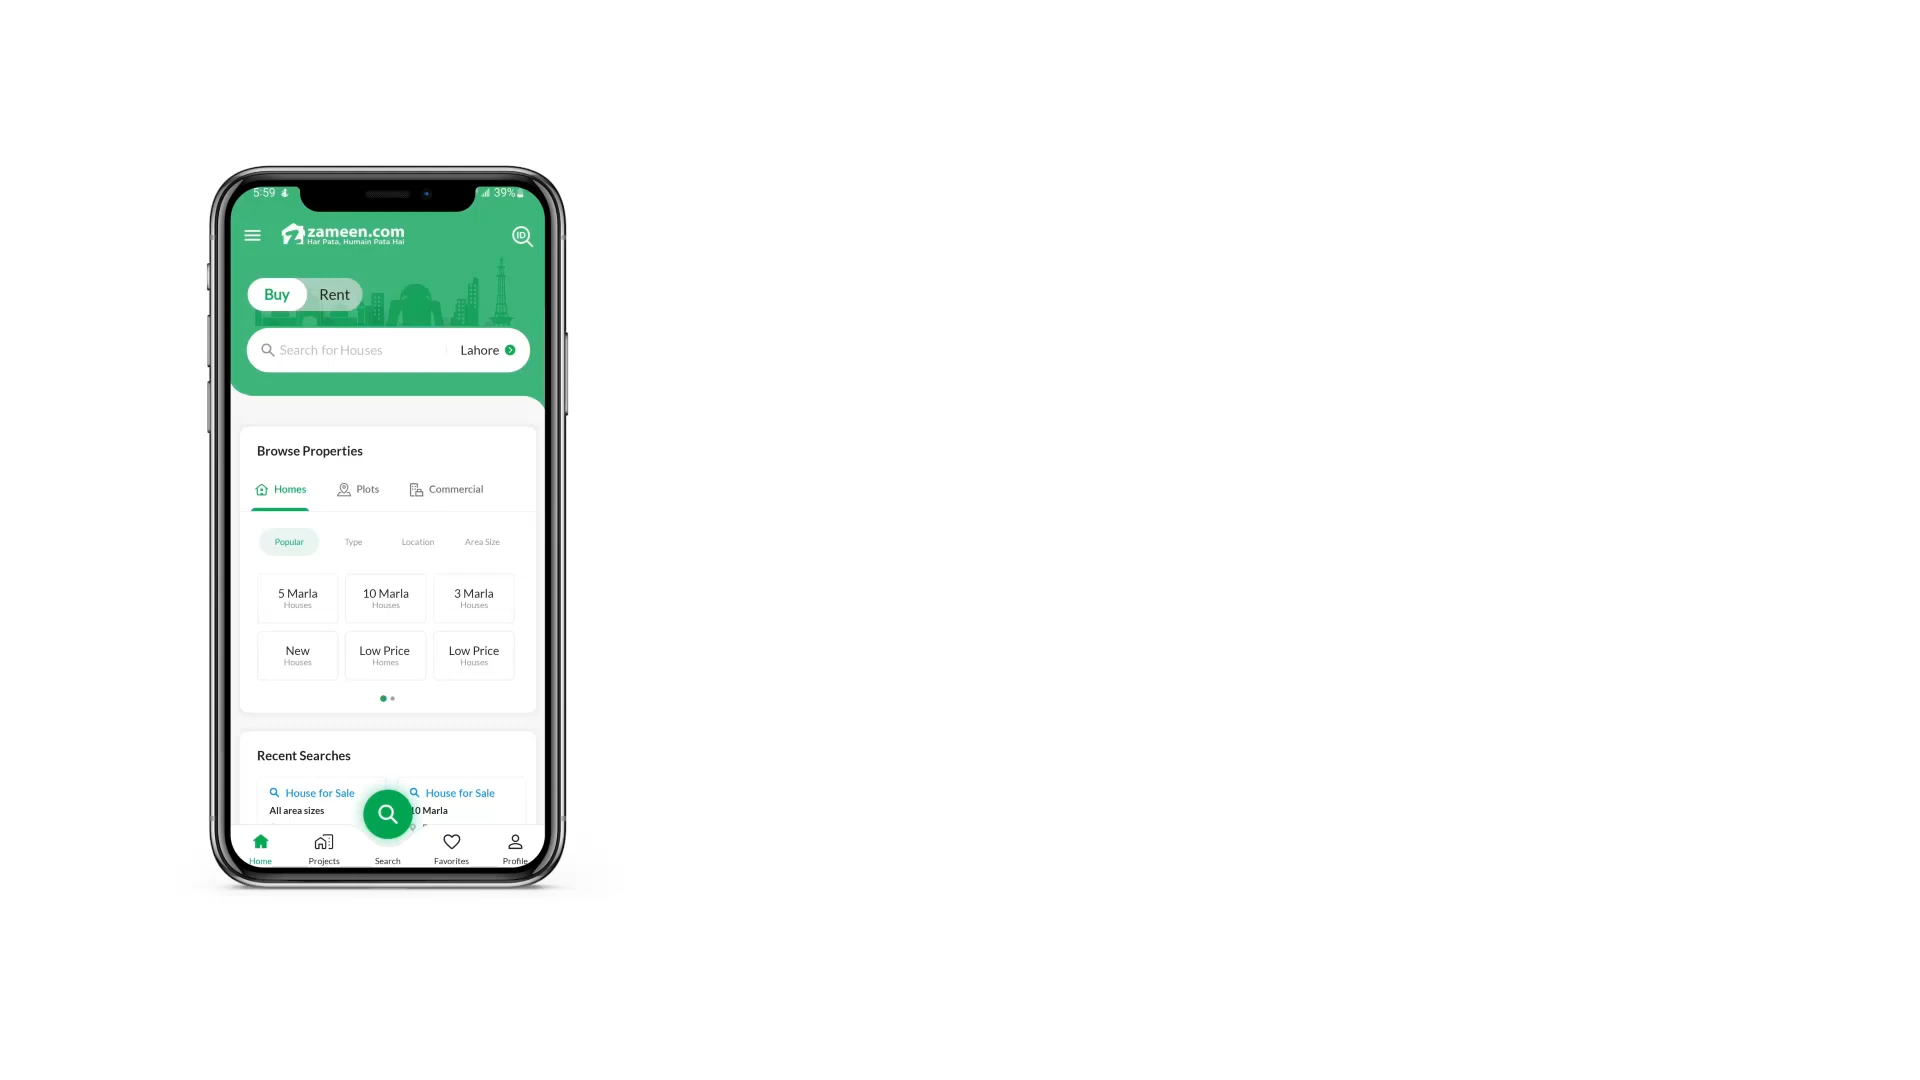 5:59
39%
zameen.com
Har Pata, Humain Pata Hai
ID
Buy Rent
Search for Houses Lahore
Browse Properties
Homes Plots Commercial
Popular Type Location Area Size
5 Marla 10 Marla 3 Marla
Houses Houses Houses
New Low Price Low Price
Houses Homes Houses
Recent Searches
House for Sale House for Sale
All area sizes 10 Marla
Home Projects Search Favorites Profile